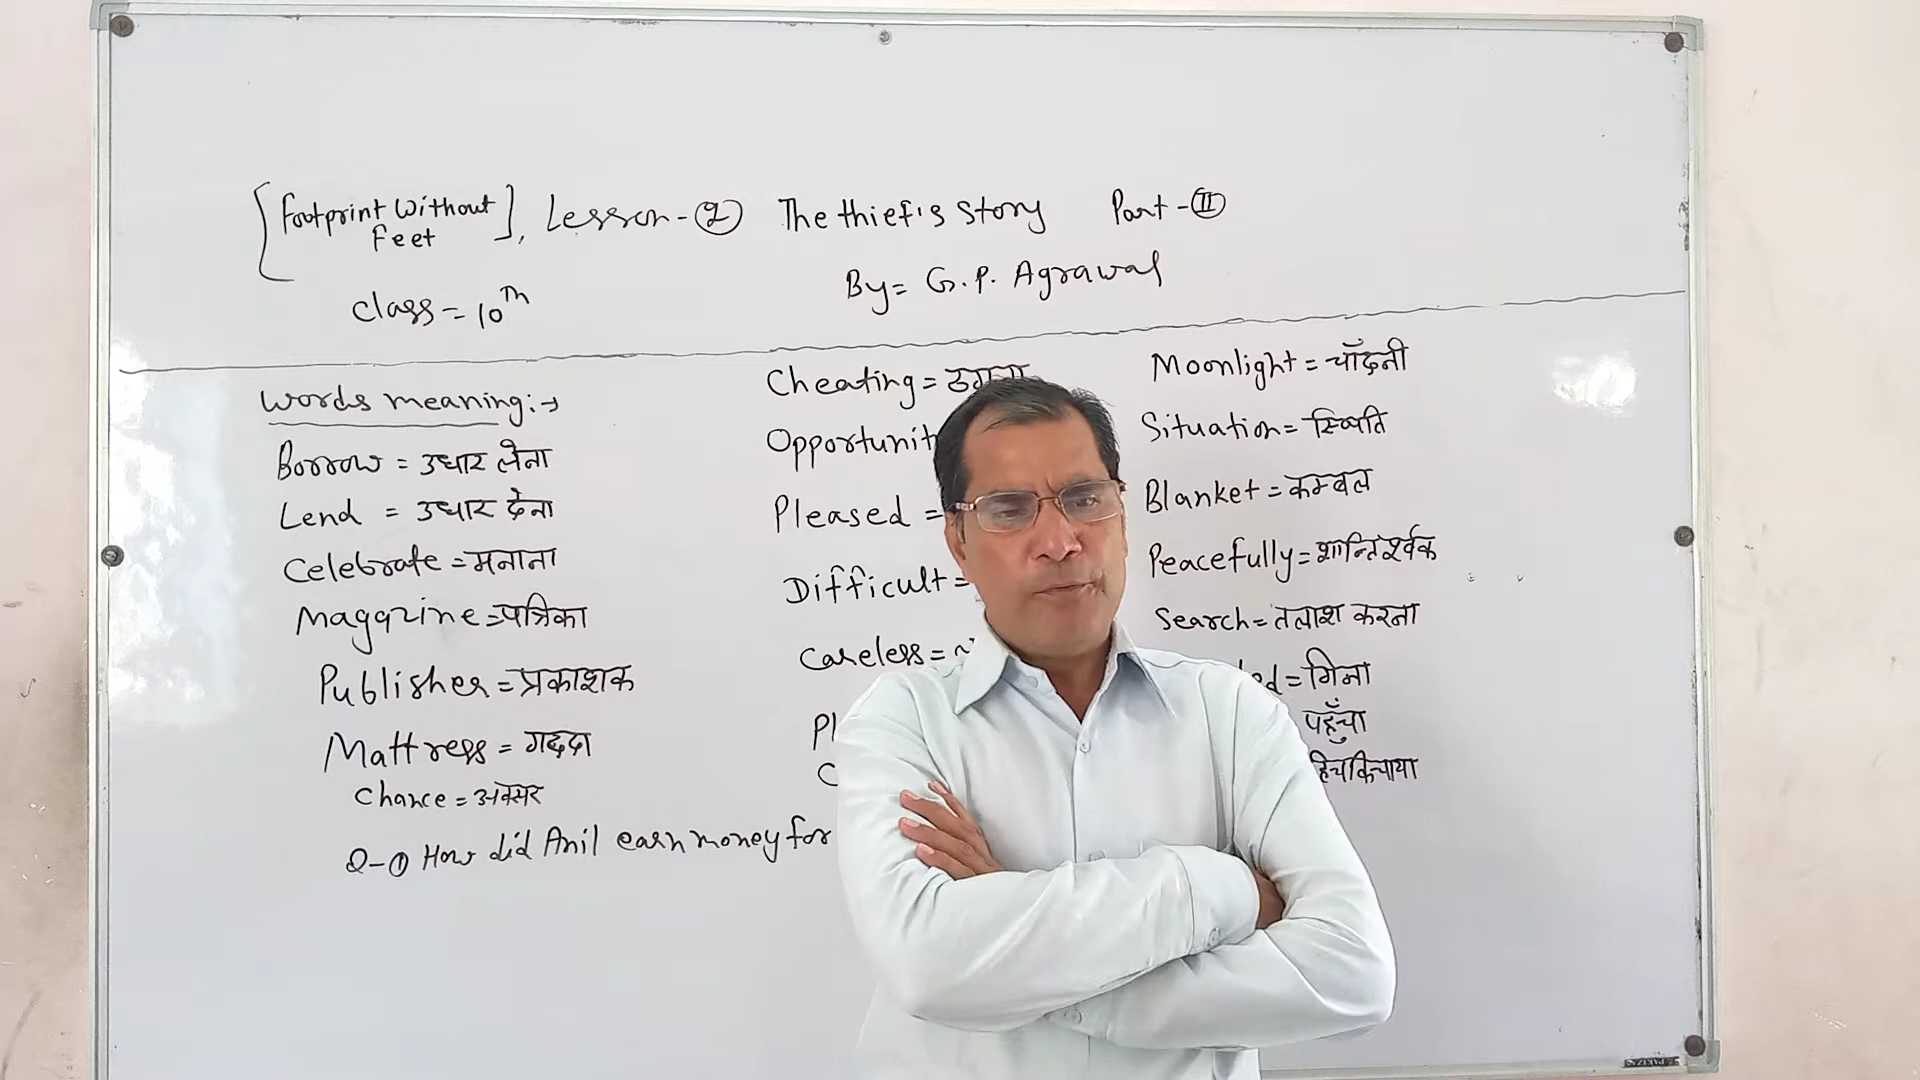 [Footprint Without Feet], Lesson-② The thief's Story Part-Ⅱ
Class=10Th
By= G.P. Agrawal
Words meaning:→
Borrow = उधार लेना
Lend = उधार देना
Celebrate=मनाना
Magazine=पत्रिका
Publisher=प्रकाशक
Mattress=गद्दा
Chance=अवसर
Cheating=ठगना
Pleased =
Difficult=
Careless=
Moonlight=चाँदनी
Situation=स्थिति
Blanket=कम्बल
Peacefully=शान्तिपूर्वक
Search=तलाश करना
=गिना
पहुँचा
हिचकिचाया
Q-① How did Anil earn money for